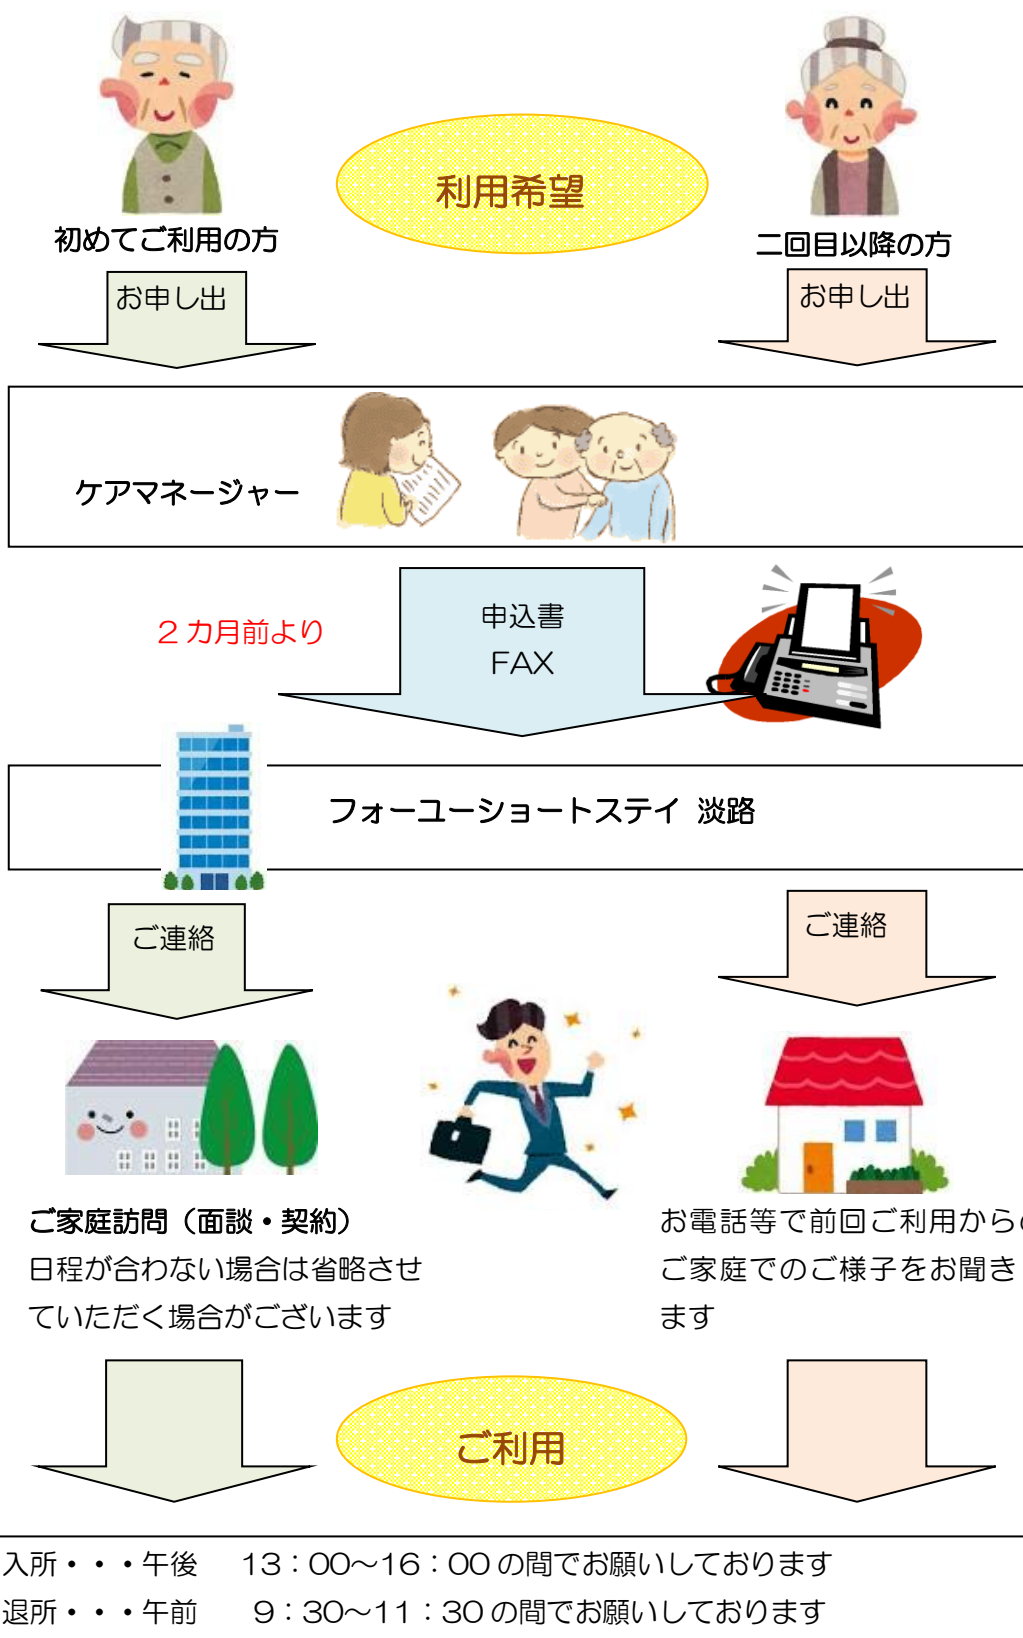 利用希望
初めてご利用の方
二回目以降の方
お申し出
お申し出
ケアマネージャー
2カ月前より
申込書
FAX
フォーユーショートステイ 淡路
ご連絡
ご連絡
ご家庭訪問（面談・契約）
日程が合わない場合は省略させ
ていただく場合がございます
お電話等で前回ご利用から
ご家庭でのご様子をお聞き
ます
ご利用
入所・・・午後 13：00～16：00の間でお願いしております
退所・・・午前 9：30～11：30の間でお願いしております